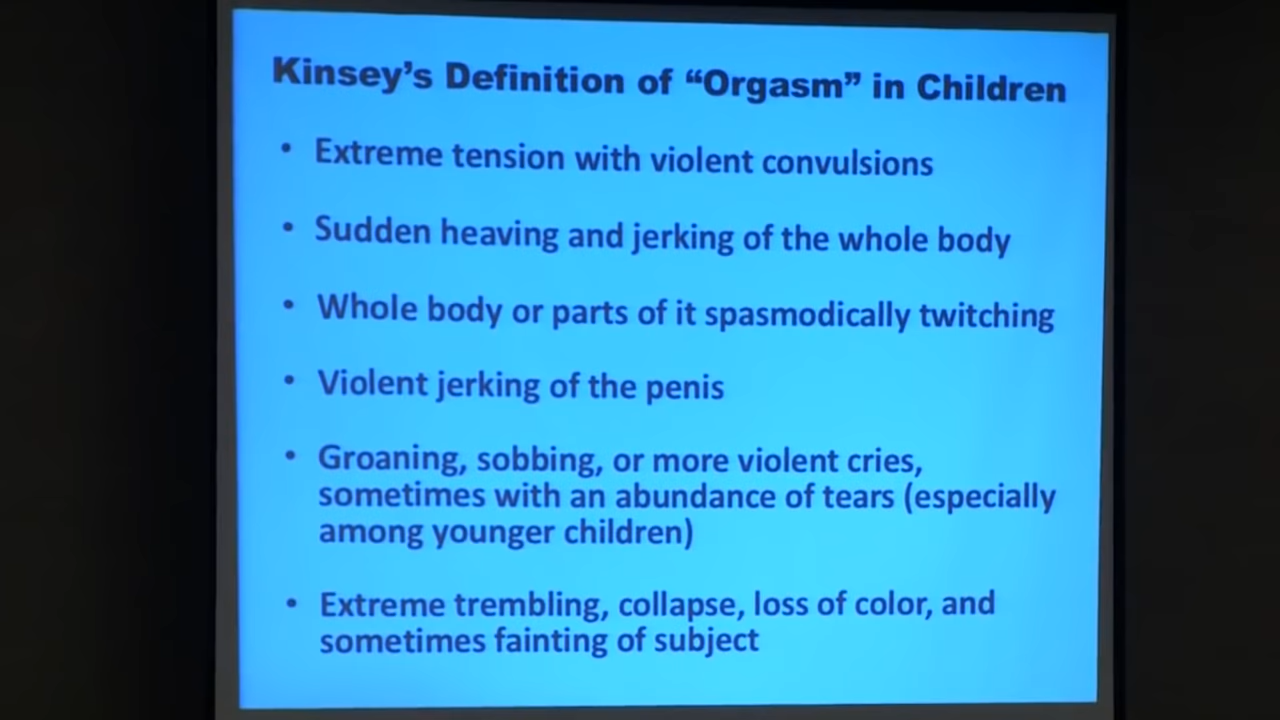 Kinsey's Definition of "Orgasm" in Children
• Extreme tension with violent convulsions
• Sudden heaving and jerking of the whole body
• Whole body or parts of it spasmodically twitching
• Violent jerking of the penis
• Groaning, sobbing, or more violent cries,
sometimes with an abundance of tears (especially
among younger children)
• Extreme trembling, collapse, loss of color, and
sometimes fainting of subject